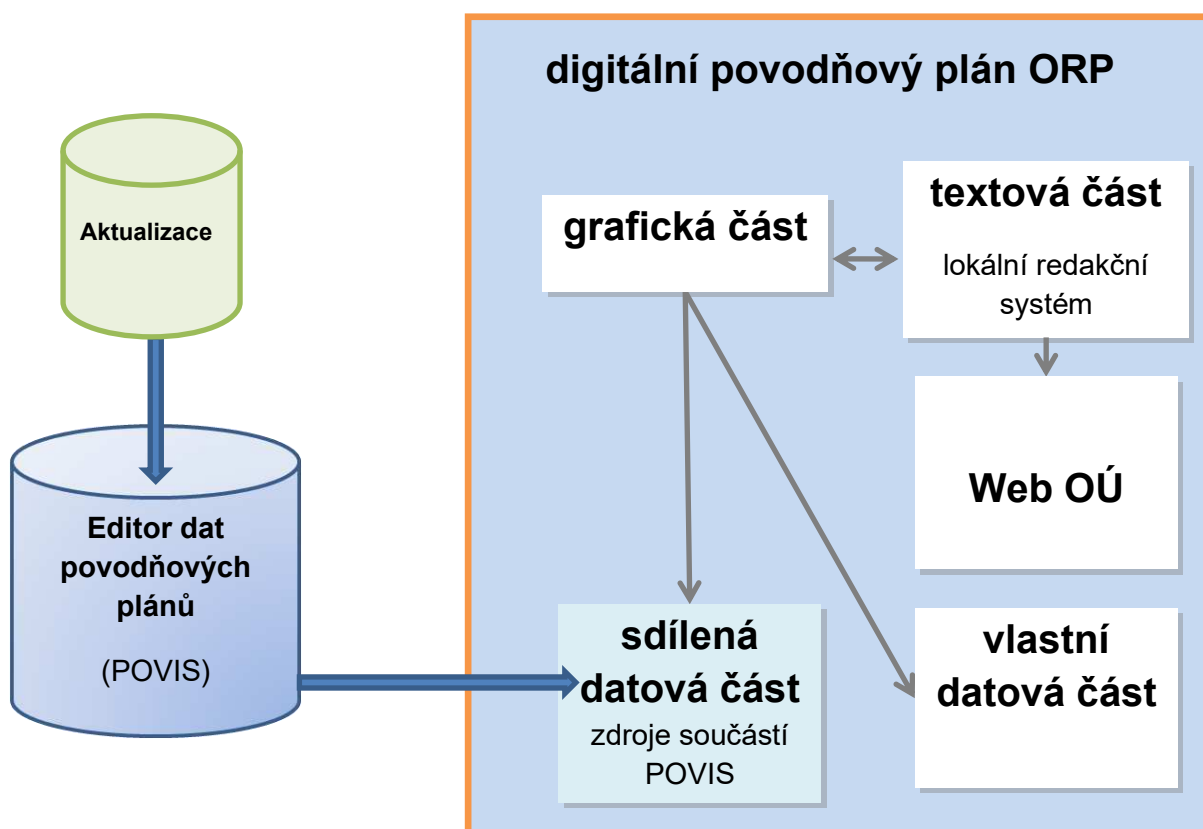 digitální povodňový plán ORP
Aktualizace
Editor dat
povodňových
plánů
(POVIS)
grafická část
textová část
lokální redakční
systém
Web OÚ
sdílená
datová část
zdroje součástí
POVIS
vlastní
datová část